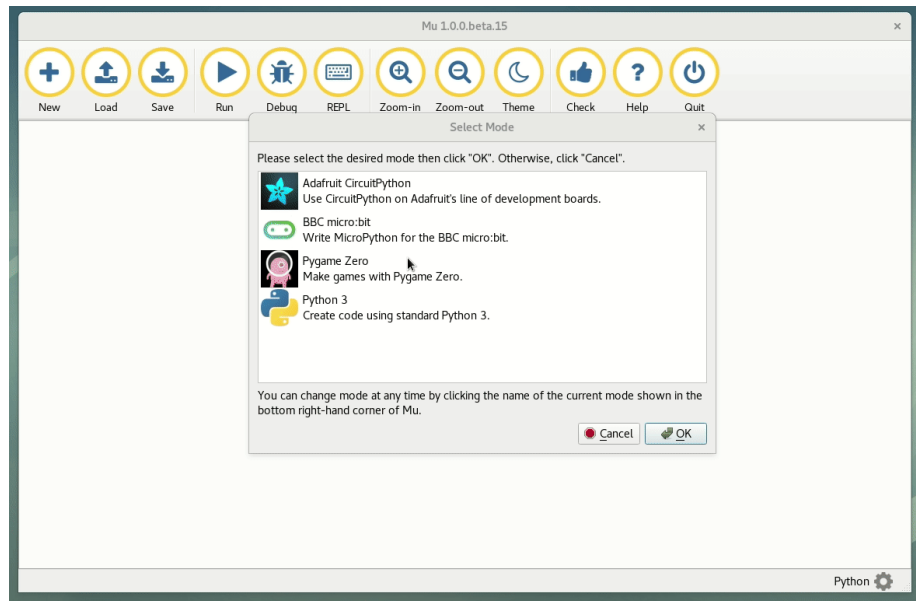 Mu 1.0.0.beta.15 ×
New Load Save Run Debug REPL Zoom-in Zoom-out Theme Check Help Quit
Select Mode ×
Please select the desired mode then click "OK". Otherwise, click "Cancel".
Adafruit CircuitPython
Use CircuitPython on Adafruit's line of development boards.
BBC micro:bit
Write MicroPython for the BBC micro:bit.
Pygame Zero
Make games with Pygame Zero.
Python 3
Create code using standard Python 3.
You can change mode at any time by clicking the name of the current mode shown in the
bottom right-hand corner of Mu.
Cancel OK
Python